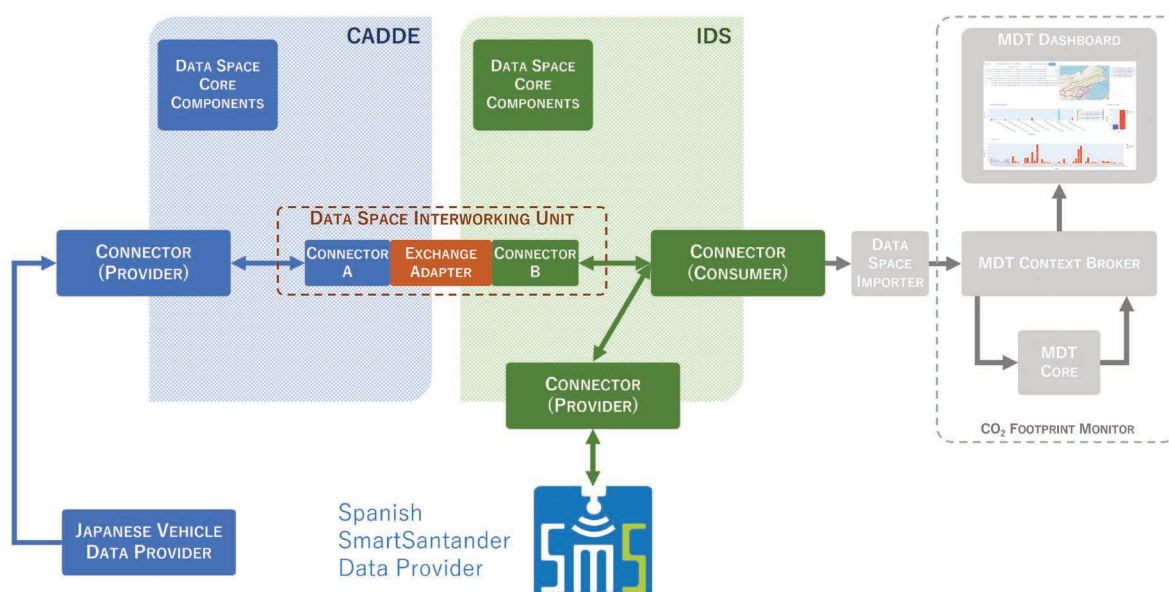 CADDE
IDS
DATA SPACE
CORE
COMPONENTS
DATA SPACE
CORE
COMPONENTS
MDT DASHBOARD
DATA SPACE INTERWORKING UNIT
CONNECTOR
(PROVIDER)
CONNECTOR
A
EXCHANGE
ADAPTER
CONNECTOR
B
CONNECTOR
(CONSUMER)
DATA
SPACE
IMPORTER
MDT CONTEXT BROKER
MDT
CORE
CONNECTOR
(PROVIDER)
CO₂ FOOTPRINT MONITOR
JAPANESE VEHICLE
DATA PROVIDER
Spanish
SmartSantander
Data Provider
SMS